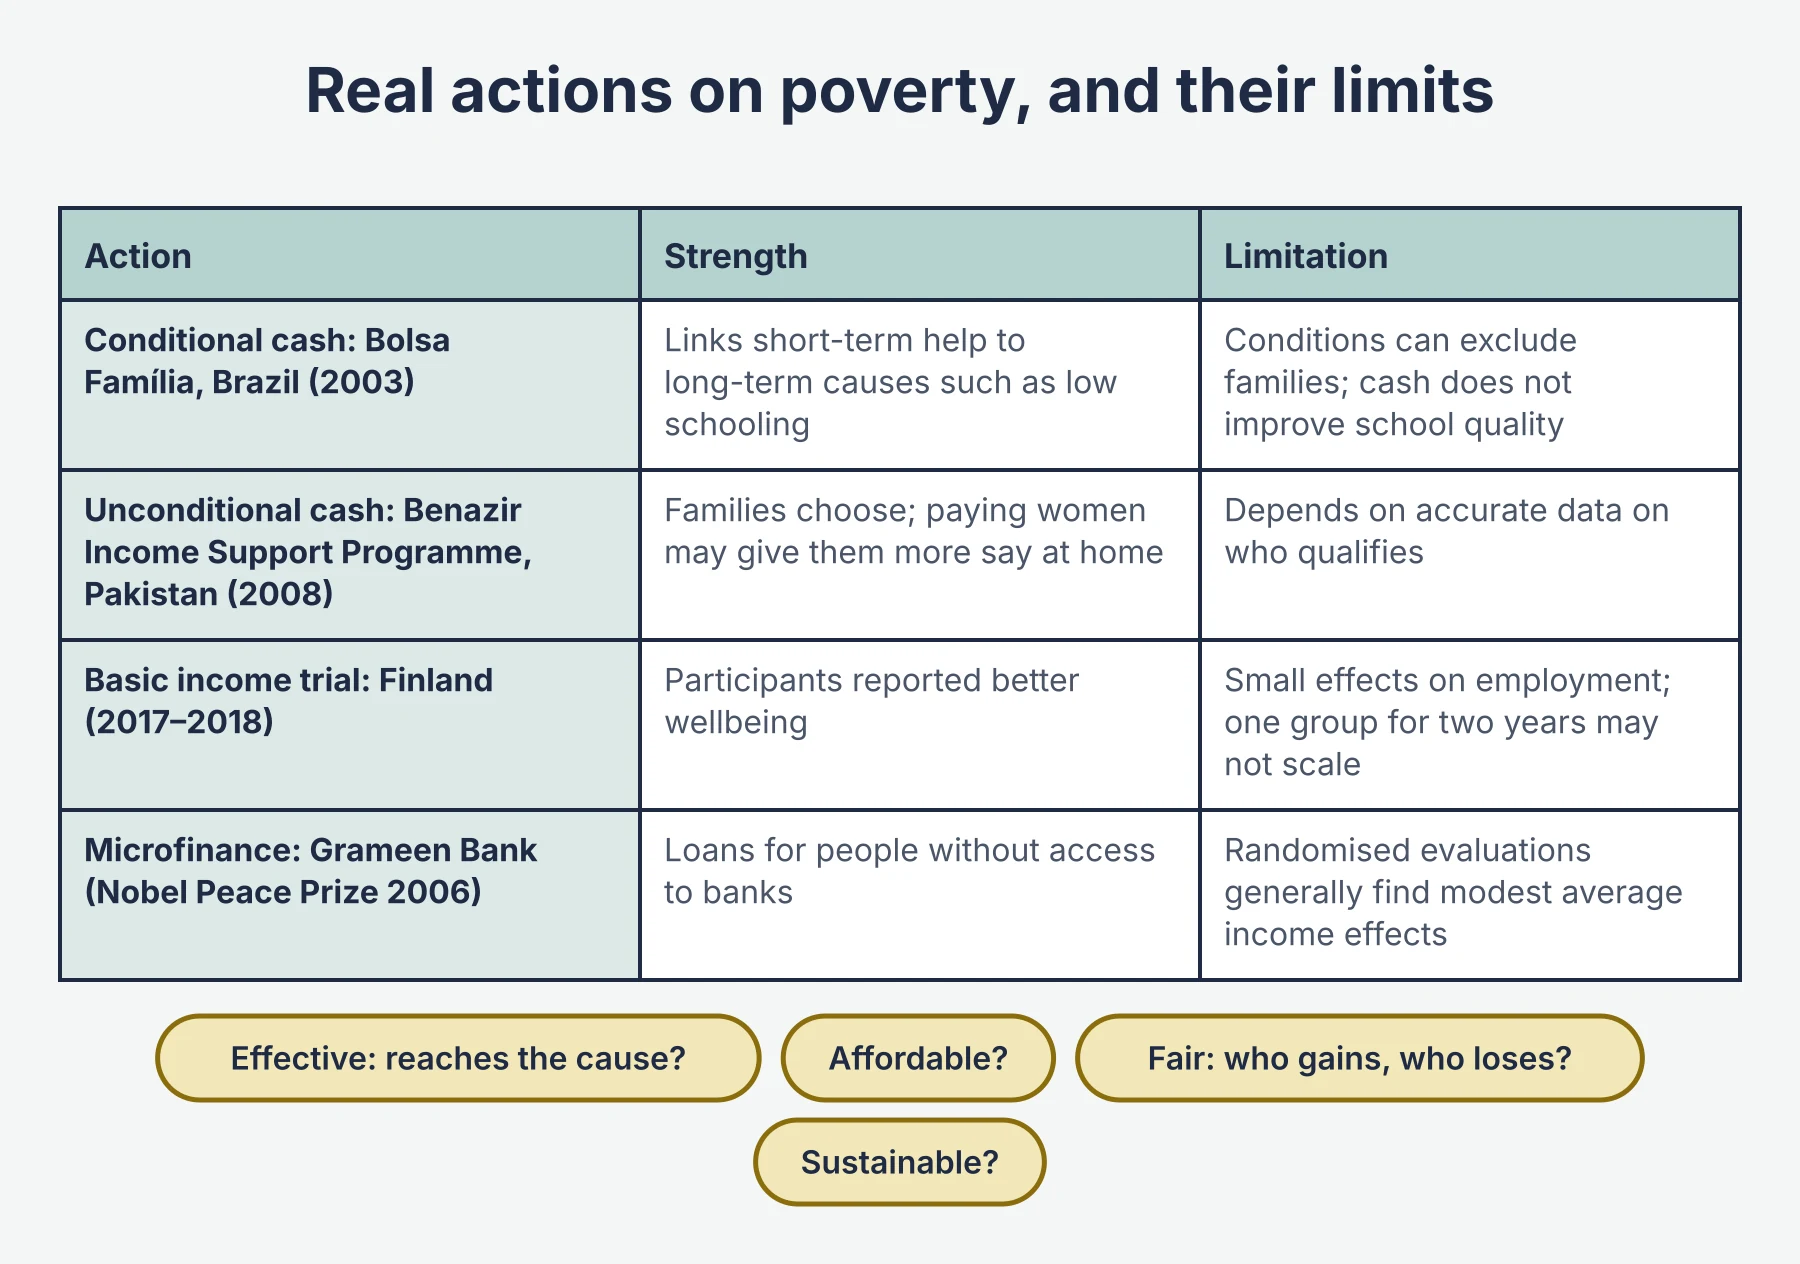 Real actions on poverty, and their limits
Action
Strength
Limitation
Conditional cash: Bolsa
Família, Brazil (2003)
Links short-term help to
long-term causes such as low
schooling
Conditions can exclude
families; cash does not
improve school quality
Unconditional cash: Benazir
Income Support Programme,
Pakistan (2008)
Families choose; paying women
may give them more say at home
Depends on accurate data on
who qualifies
Basic income trial: Finland
(2017–2018)
Participants reported better
wellbeing
Small effects on employment;
one group for two years may
not scale
Microfinance: Grameen Bank
(Nobel Peace Prize 2006)
Loans for people without access
to banks
Randomised evaluations
generally find modest average
income effects
Effective: reaches the cause?
Affordable?
Fair: who gains, who loses?
Sustainable?